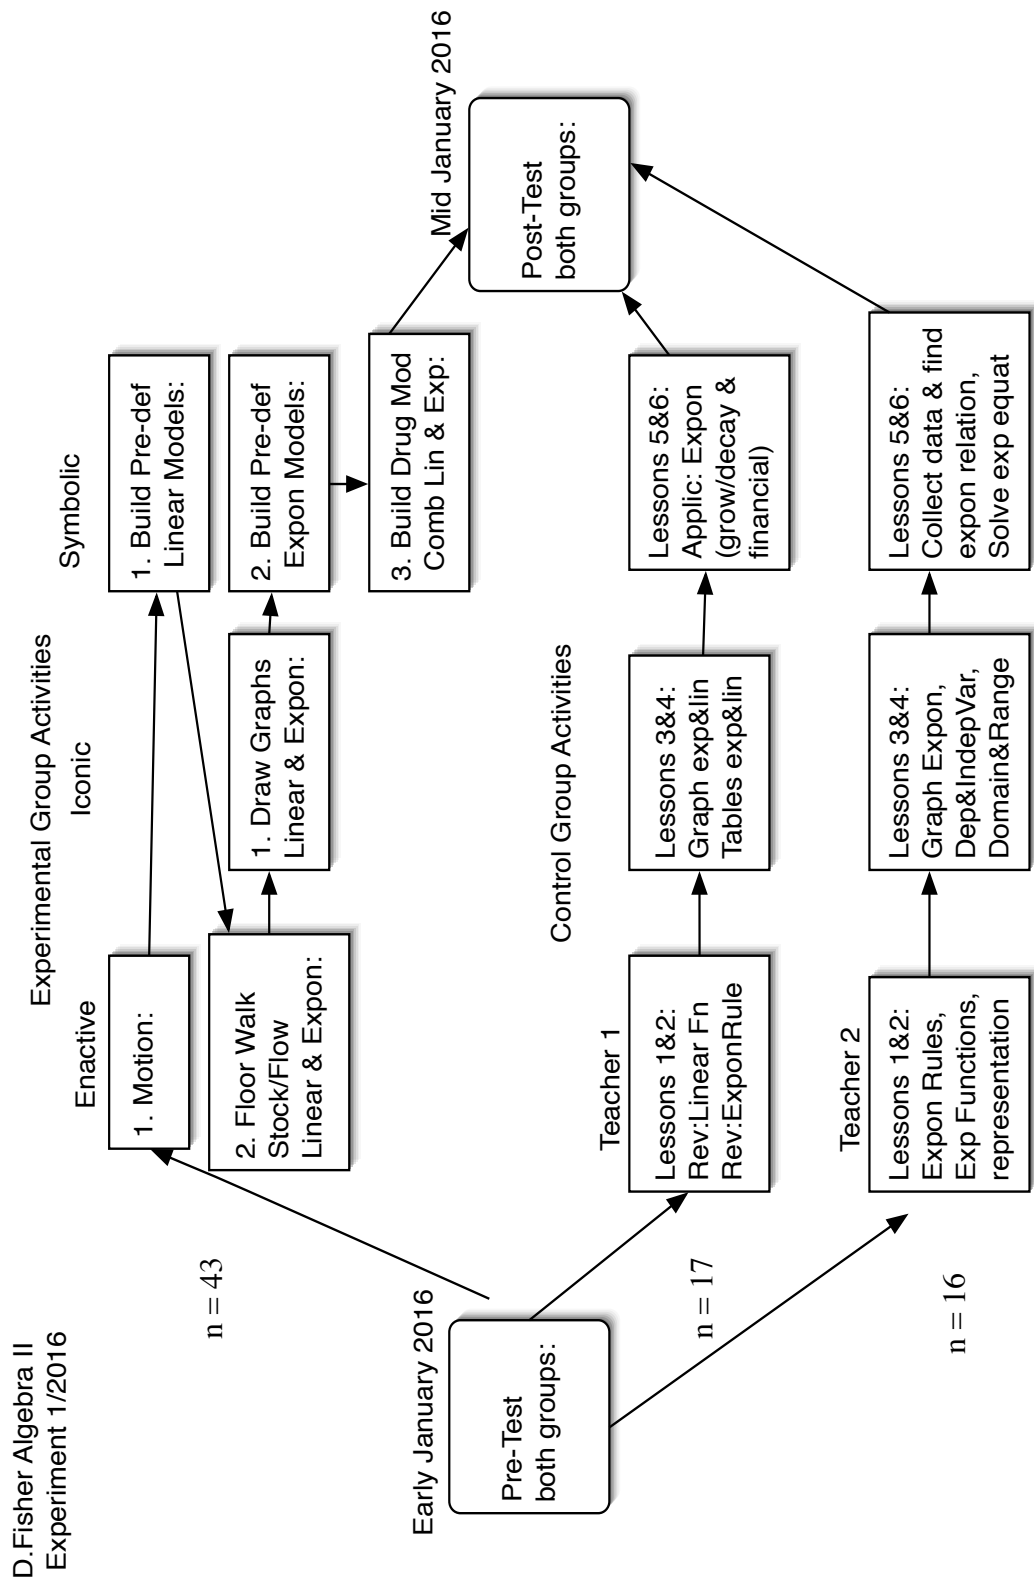 D.Fisher Algebra II
Experiment 1/2016
Experimental Group Activities
Enactive
Iconic
Symbolic
1. Motion:
2. Floor Walk
Stock/Flow
Linear & Expon:
1. Draw Graphs
Linear & Expon:
1. Build Pre-def
Linear Models:
2. Build Pre-def
Expon Models:
3. Build Drug Mod
Comb Lin & Exp:
n = 43
Early January 2016
Pre-Test
both groups:
Mid January 2016
Post-Test
both groups:
Control Group Activities
Teacher 1
n = 17
Lessons 1&2:
Rev:Linear Fn
Rev:ExponRule
Lessons 3&4:
Graph exp&lin
Tables exp&lin
Lessons 5&6:
Applic: Expon
(grow/decay &
financial)
Teacher 2
n = 16
Lessons 1&2:
Expon Rules,
Exp Functions,
representation
Lessons 3&4:
Graph Expon,
Dep&IndepVar,
Domain&Range
Lessons 5&6:
Collect data & find
expon relation,
Solve exp equat